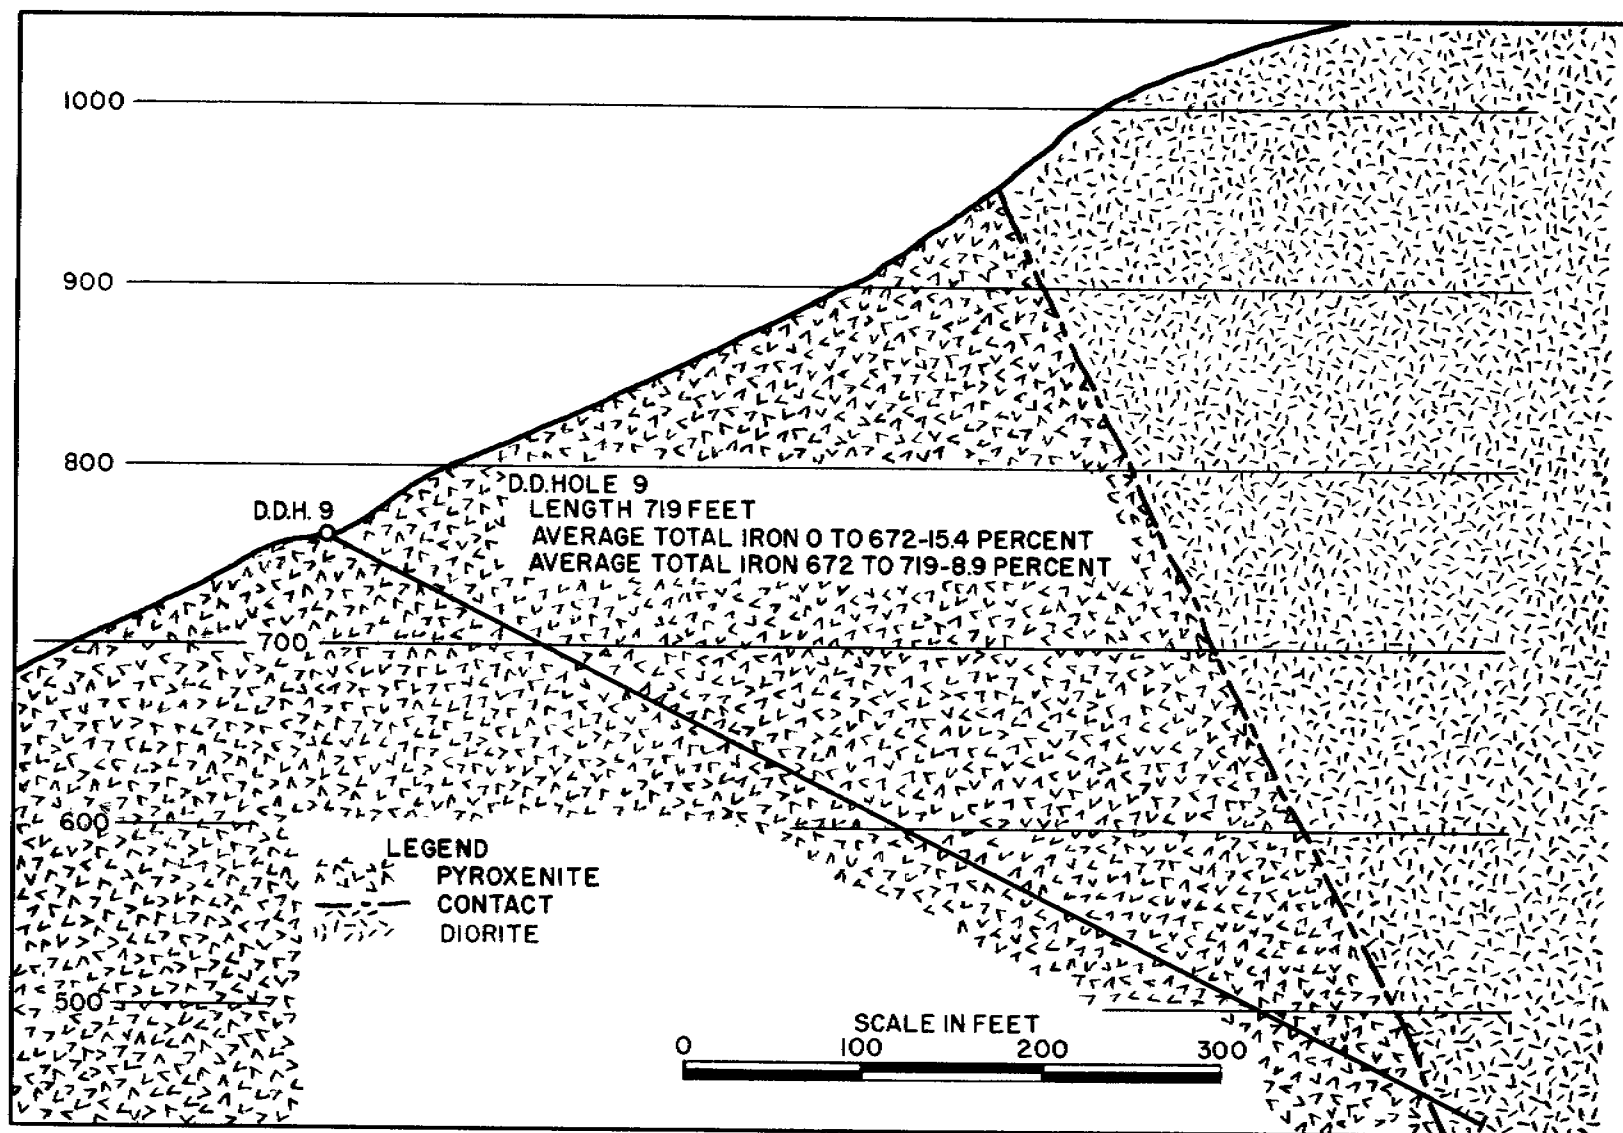 1000
900
800
D.D.HOLE 9
D.D.H. 9
LENGTH 719 FEET
AVERAGE TOTAL IRON 0 TO 672-15.4 PERCENT
AVERAGE TOTAL IRON 672 TO 719-8.9 PERCENT
700
600
LEGEND
PYROXENITE
CONTACT
DIORITE
500
SCALE IN FEET
0 100 200 300